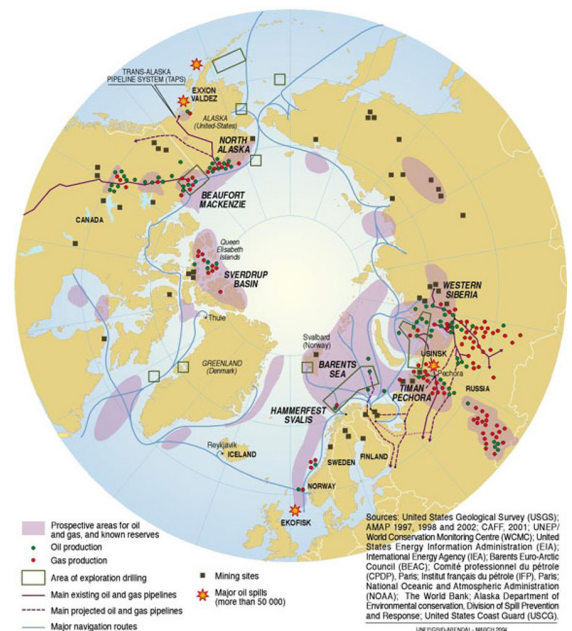 TRANS-ALASKA
PIPELINE SYSTEM (TAPS)
EXXON
VALDEZ
ALASKA
(United-States)
NORTH
ALASKA
BEAUFORT
MACKENZIE
CANADA
Queen
Elisabeth
Islands
SVERDRUP
BASIN
WESTERN
SIBERIA
Thule
Svalbard
(Norway)
USINSK
BARENTS
SEA
Pechora
GREENLAND
(Denmark)
TIMAN
PECHORA
RUSSIA
HAMMERFEST
SVALIS
Reykjavik
ICELAND
SWEDEN
FINLAND
NORWAY
EKOFISK
Prospective areas for oil
and gas, and known reserves
Oil production
Gas production
Area of exploration drilling
Main existing oil and gas pipelines
Main projected oil and gas pipelines
Major navigation routes
Mining sites
Major oil spills
(more than 50 000)
Sources: United States Geological Survey (USGS);
AMAP 1997, 1998 and 2002; CAFF, 2001; UNEP/
World Conservation Monitoring Centre (WCMC); United
States Energy Information Administration (EIA);
International Energy Agency (IEA); Barents Euro-Arctic
Council (BEAC); Comité professionnel du pétrole
(CPDP), Paris; Institut français du pétrole (IFP), Paris;
National Oceanic and Atmospheric Administration
(NOAA); The World Bank; Alaska Department of
Environmental conservation, Division of Spill Prevention
and Response; United States Coast Guard (USCG).